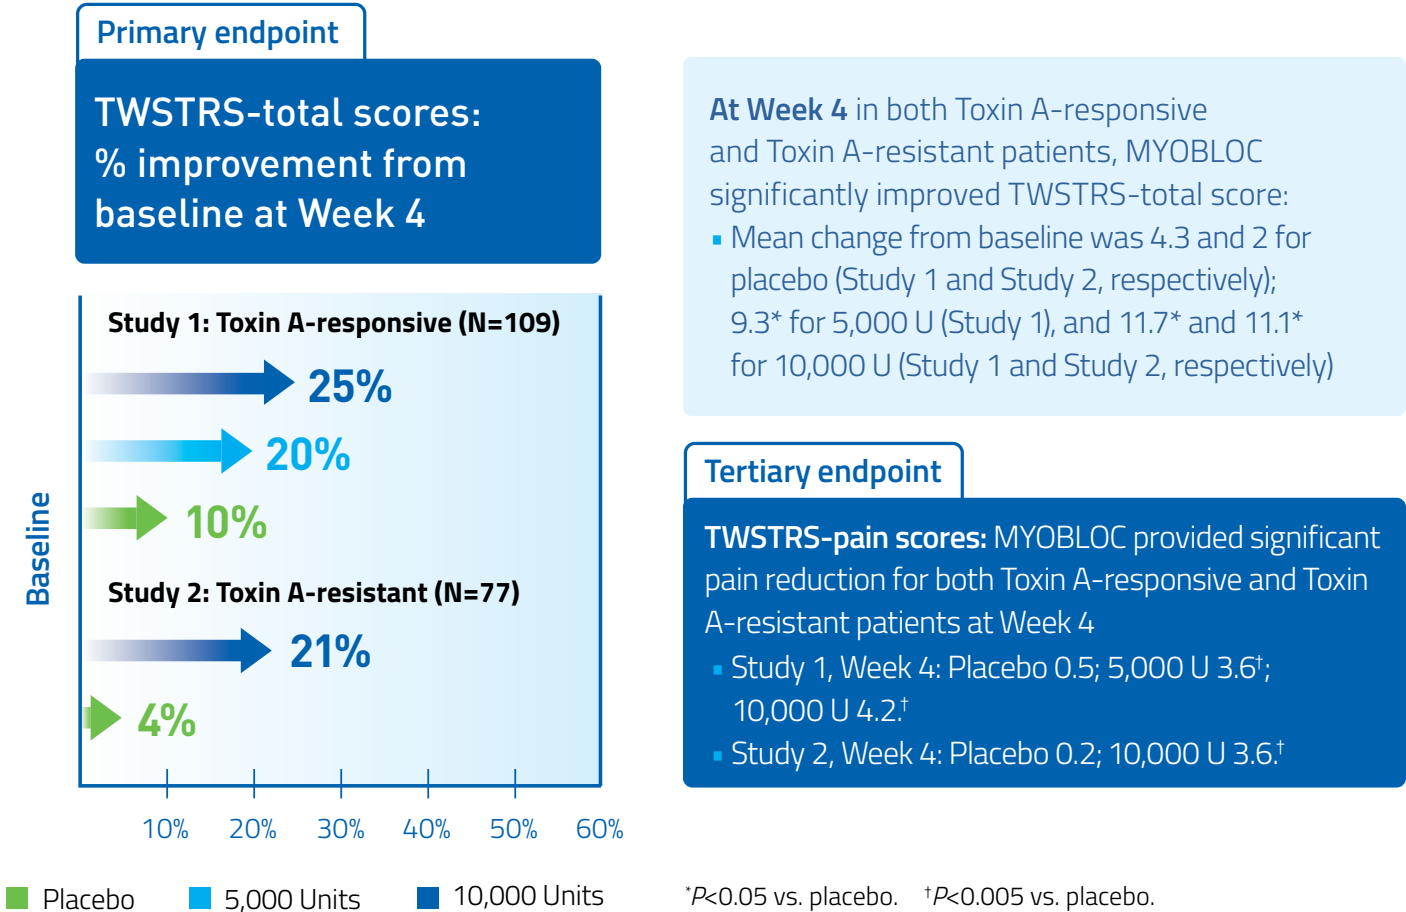 Primary endpoint
TWSTRS-total scores:
% improvement from
baseline at Week 4
Baseline
Study 1: Toxin A-responsive (N=109)
25%
20%
10%
Study 2: Toxin A-resistant (N=77)
21%
4%
10% 20% 30% 40% 50% 60%
Placebo 5,000 Units 10,000 Units
At Week 4 in both Toxin A-responsive
and Toxin A-resistant patients, MYOBLOC
significantly improved TWSTRS-total score:
▪ Mean change from baseline was 4.3 and 2 for
placebo (Study 1 and Study 2, respectively);
9.3* for 5,000 U (Study 1), and 11.7* and 11.1*
for 10,000 U (Study 1 and Study 2, respectively)
Tertiary endpoint
TWSTRS-pain scores: MYOBLOC provided significant
pain reduction for both Toxin A-responsive and Toxin
A-resistant patients at Week 4
▪ Study 1, Week 4: Placebo 0.5; 5,000 U 3.6†;
10,000 U 4.2.†
▪ Study 2, Week 4: Placebo 0.2; 10,000 U 3.6.†
*P<0.05 vs. placebo. †P<0.005 vs. placebo.